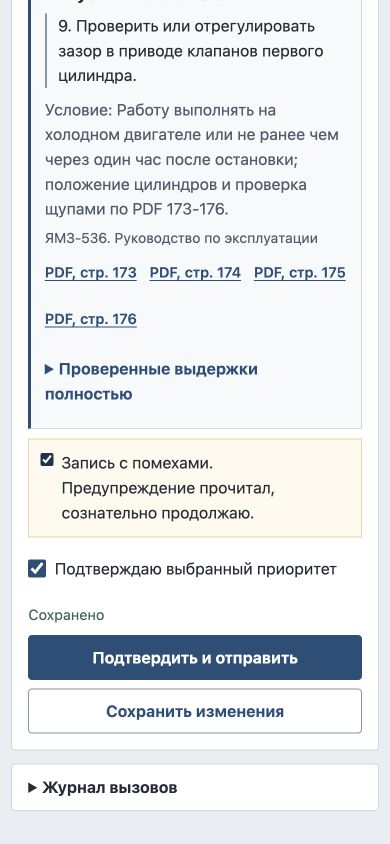 9. Проверить или отрегулировать
зазор в приводе клапанов первого
цилиндра.
Условие: Работу выполнять на
холодном двигателе или не ранее чем
через один час после остановки;
положение цилиндров и проверка
щупами по PDF 173-176.
ЯМЗ-536. Руководство по эксплуатации
PDF, стр. 173 PDF, стр. 174 PDF, стр. 175
PDF, стр. 176
▶ Проверенные выдержки
полностью
Запись с помехами.
Предупреждение прочитал,
сознательно продолжаю.
Подтверждаю выбранный приоритет
Сохранено
Подтвердить и отправить
Сохранить изменения
▶ Журнал вызовов